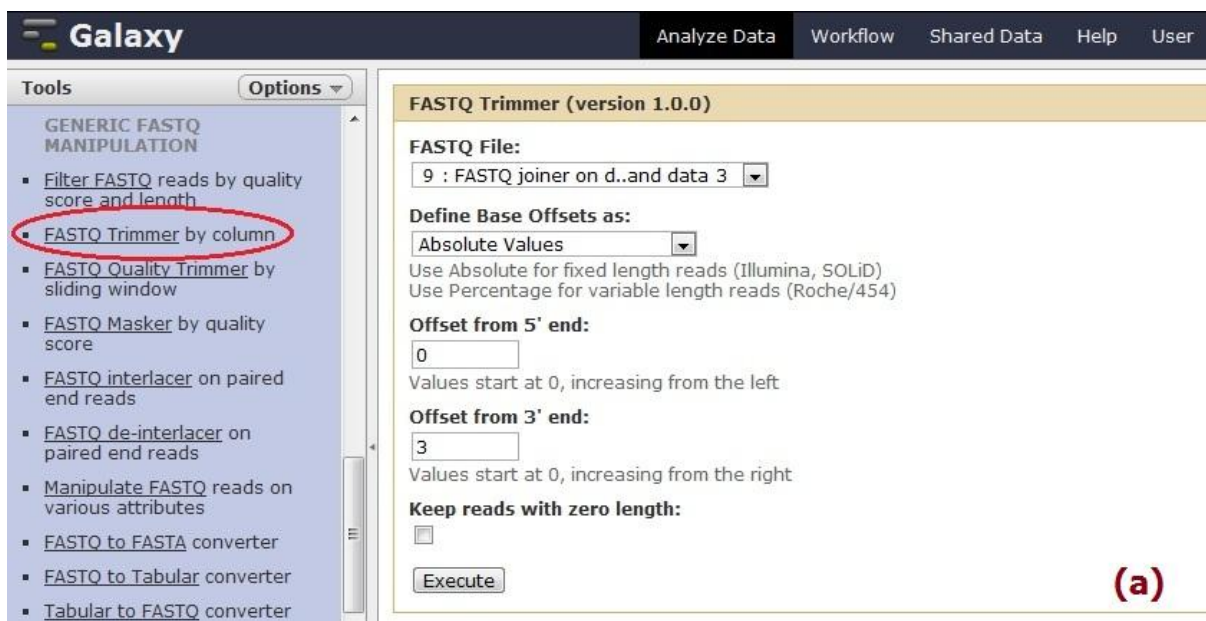 Galaxy
Analyze Data Workflow Shared Data Help User
Tools Options
GENERIC FASTQ
MANIPULATION
Filter FASTQ reads by quality
score and length
FASTQ Trimmer by column
FASTQ Quality Trimmer by
sliding window
FASTQ Masker by quality
score
FASTQ interlacer on paired
end reads
FASTQ de-interlacer on
paired end reads
Manipulate FASTQ reads on
various attributes
FASTQ to FASTA converter
FASTQ to Tabular converter
Tabular to FASTQ converter
FASTQ Trimmer (version 1.0.0)
FASTQ File:
9 : FASTQ joiner on d..and data 3
Define Base Offsets as:
Absolute Values
Use Absolute for fixed length reads (Illumina, SOLiD)
Use Percentage for variable length reads (Roche/454)
Offset from 5' end:
0
Values start at 0, increasing from the left
Offset from 3' end:
3
Values start at 0, increasing from the right
Keep reads with zero length:
Execute
(a)